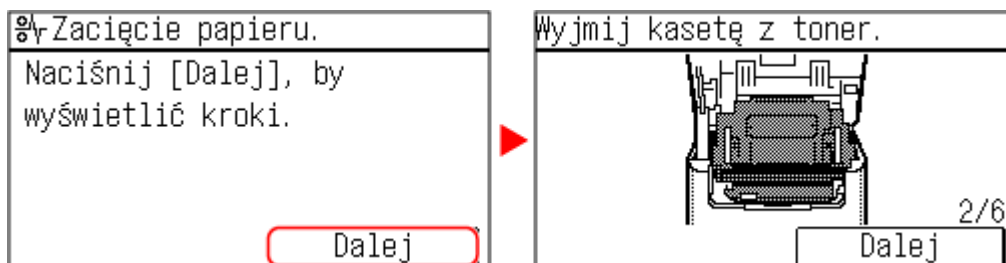 Zacięcie papieru.
Naciśnij [Dalej], by
wyświetlić kroki.
Dalej
Wyjmij kasetę z toner.
2/6
Dalej